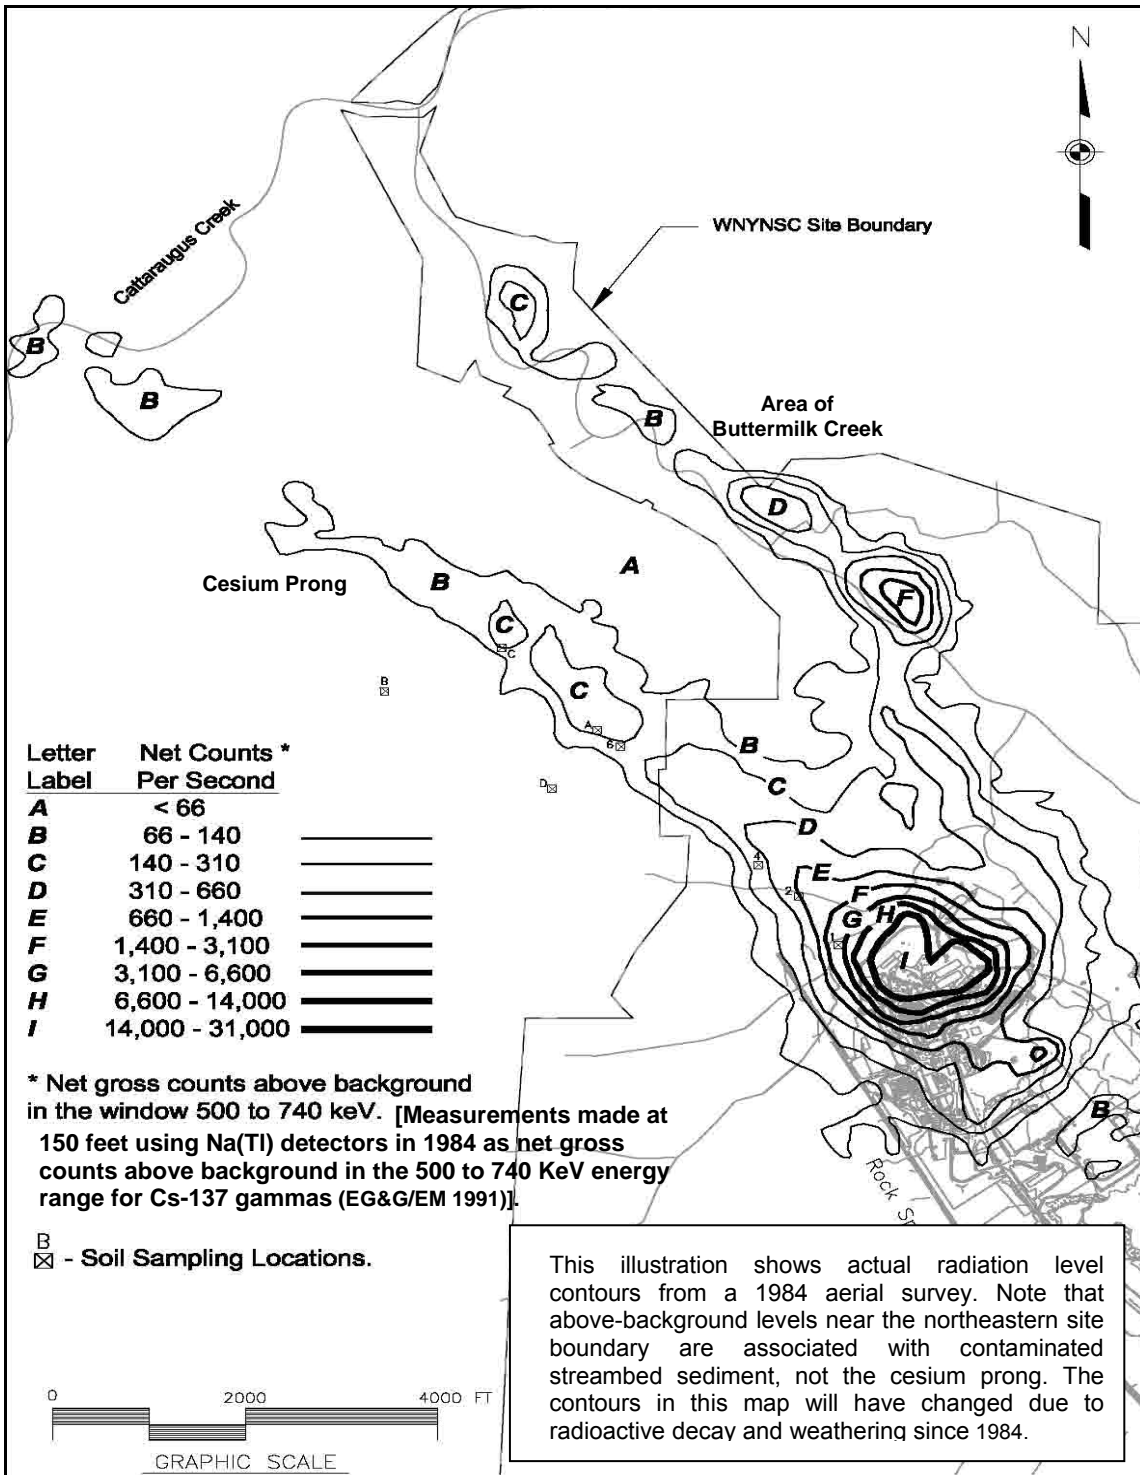 N
WNYNSC Site Boundary
Cattaraugus Creek
C
B
B
B
Area of
Buttermilk Creek
D
A
F
Cesium Prong
B
C
C
B
C
A
6
D
B
C
D
E
F
G
H
I
4
2
B
Letter Net Counts *
Label Per Second
A < 66
B 66 - 140
C 140 - 310
D 310 - 660
E 660 - 1,400
F 1,400 - 3,100
G 3,100 - 6,600
H 6,600 - 14,000
I 14,000 - 31,000
* Net gross counts above background
in the window 500 to 740 keV. [Measurements made at
150 feet using Na(Tl) detectors in 1984 as net gross
counts above background in the 500 to 740 KeV energy
range for Cs-137 gammas (EG&G/EM 1991)].
Rock
B
- Soil Sampling Locations.
This illustration shows actual radiation level
contours from a 1984 aerial survey. Note that
above-background levels near the northeastern site
boundary are associated with contaminated
streambed sediment, not the cesium prong. The
contours in this map will have changed due to
radioactive decay and weathering since 1984.
0 2000 4000 FT
GRAPHIC SCALE